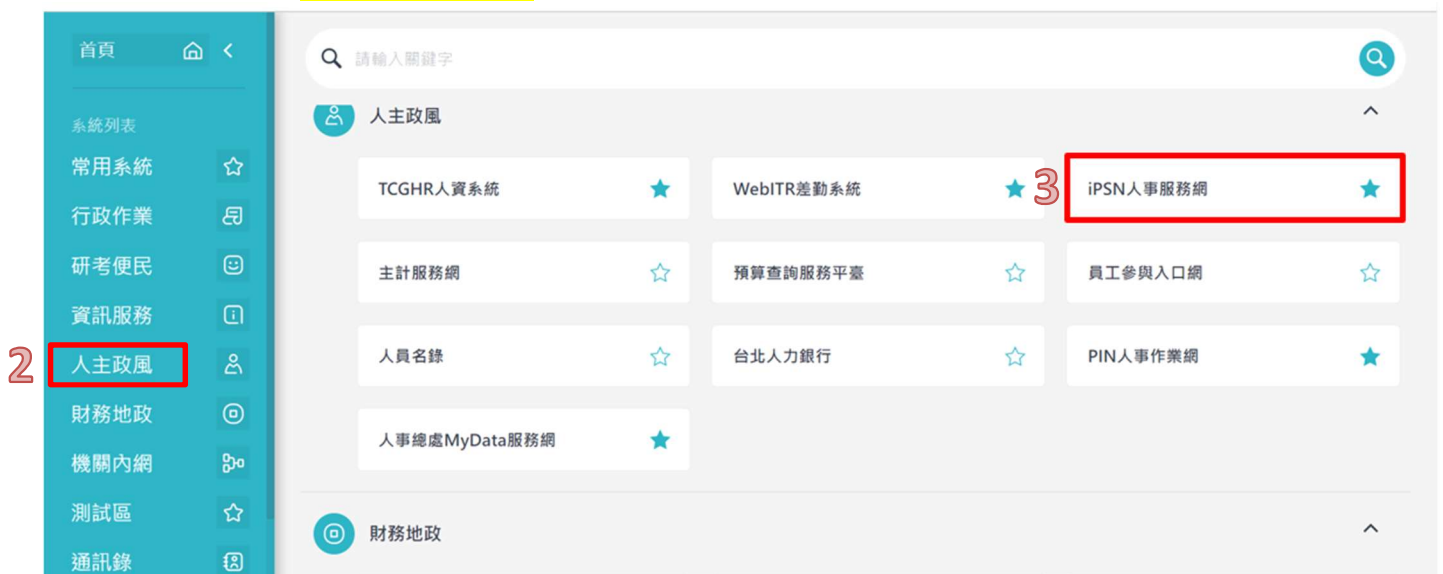 首頁
請輸入關鍵字
系統列表
常用系統
行政作業
研考便民
資訊服務
2
人主政風
財務地政
機關內網
測試區
通訊錄
人主政風
TCGHR人資系統
WebITR差勤系統
3
iPSN人事服務網
主計服務網
預算查詢服務平臺
員工參與入口網
人員名錄
台北人力銀行
PIN人事作業網
人事總處MyData服務網
財務地政